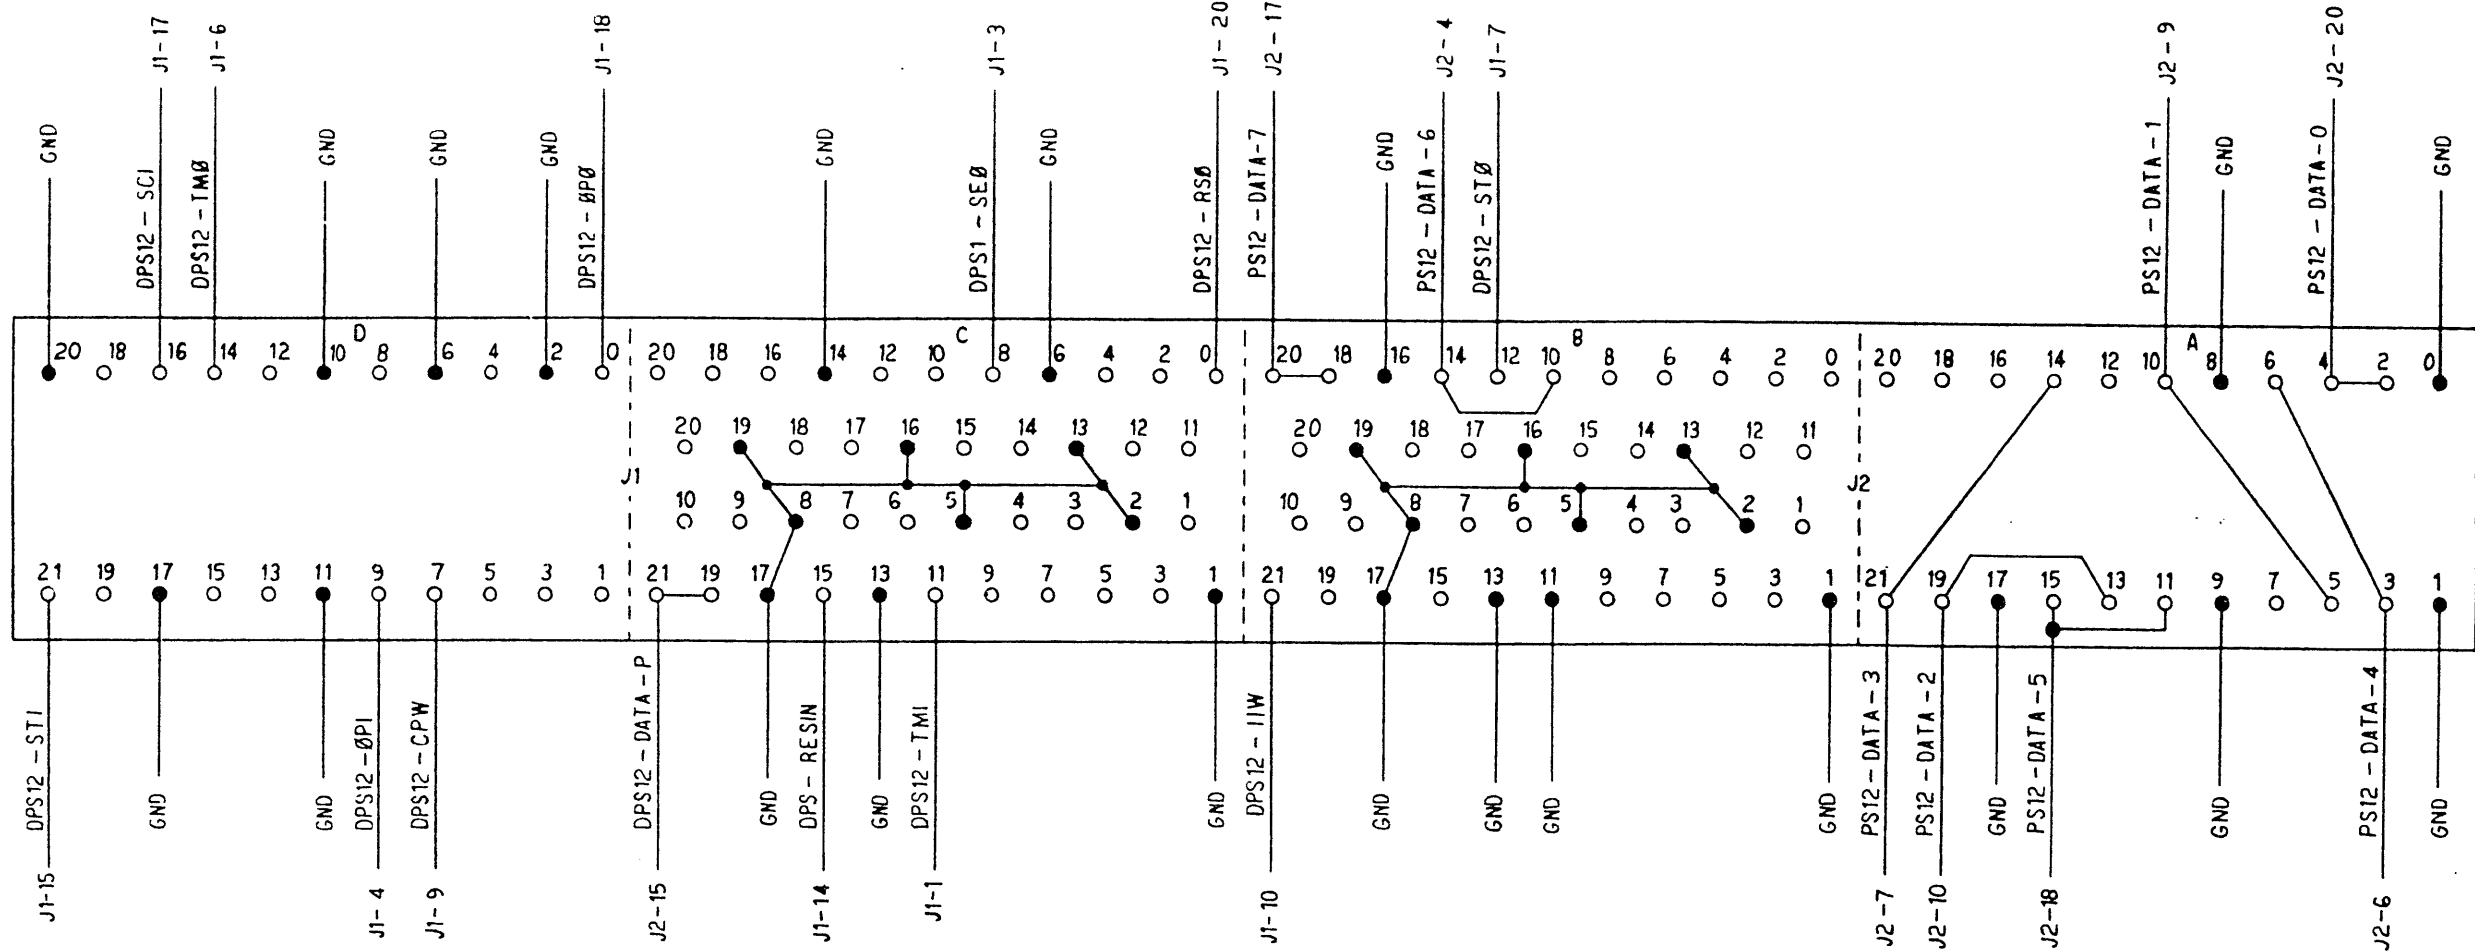 GND
DPS12 - SCI J1-17
DPS12 - TMØ J1-6
GND
GND
GND
DPS12 - ØPØ J1-18
GND
DPS1 - SEØ J1-3
GND
DPS12 - RSØ J1-20
PS12 - DATA-7 J2-17
GND
PS12 - DATA-6 J2-4
DPS12 - STØ J1-7
PS12 - DATA-1 J2-9
GND
PS12 - DATA-0 J2-20
GND
D C B A
20 18 16 14 12 10 8 6 4 2 0 20 18 16 14 12 10 8 6 4 2 0 20 18 16 14 12 10 8 6 4 2 0 20 18 16 14 12 10 8 6 4 2 0
20 19 18 17 16 15 14 13 12 11 20 19 18 17 16 15 14 13 12 11
J1 J2
10 9 8 7 6 5 4 3 2 1 10 9 8 7 6 5 4 3 2 1
21 19 17 15 13 11 9 7 5 3 1 21 19 17 15 13 11 9 7 5 3 1 21 19 17 15 13 11 9 7 5 3 1 21 19 17 15 13 11 9 7 5 3 1
J1-15 DPS12 - STI
GND
GND
J1-4 DPS12-ØPI
J1-9 DPS12-CPW
J2-15 DPS12-DATA-P
GND
J1-14 DPS - RESIN
GND
J1-1 DPS12-TMI
GND
J1-10 DPS12-IIW
GND
GND
GND
GND
J2-7 PS12-DATA-3
J2-10 PS12-DATA-2
GND
J2-18 PS12-DATA-5
GND
J2-6 PS12-DATA-4
GND